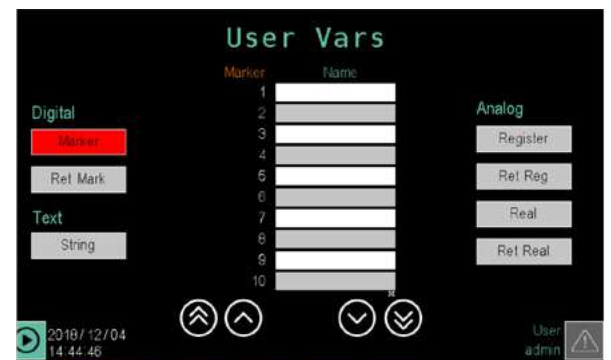 User Vars
Marker Name
Digital
Marker
Ret Mark
Text
String
1
2
3
4
5
6
7
8
9
10
Analog
Register
Ret Reg
Real
Ret Real
2018/12/04
14:44:46
User
admin